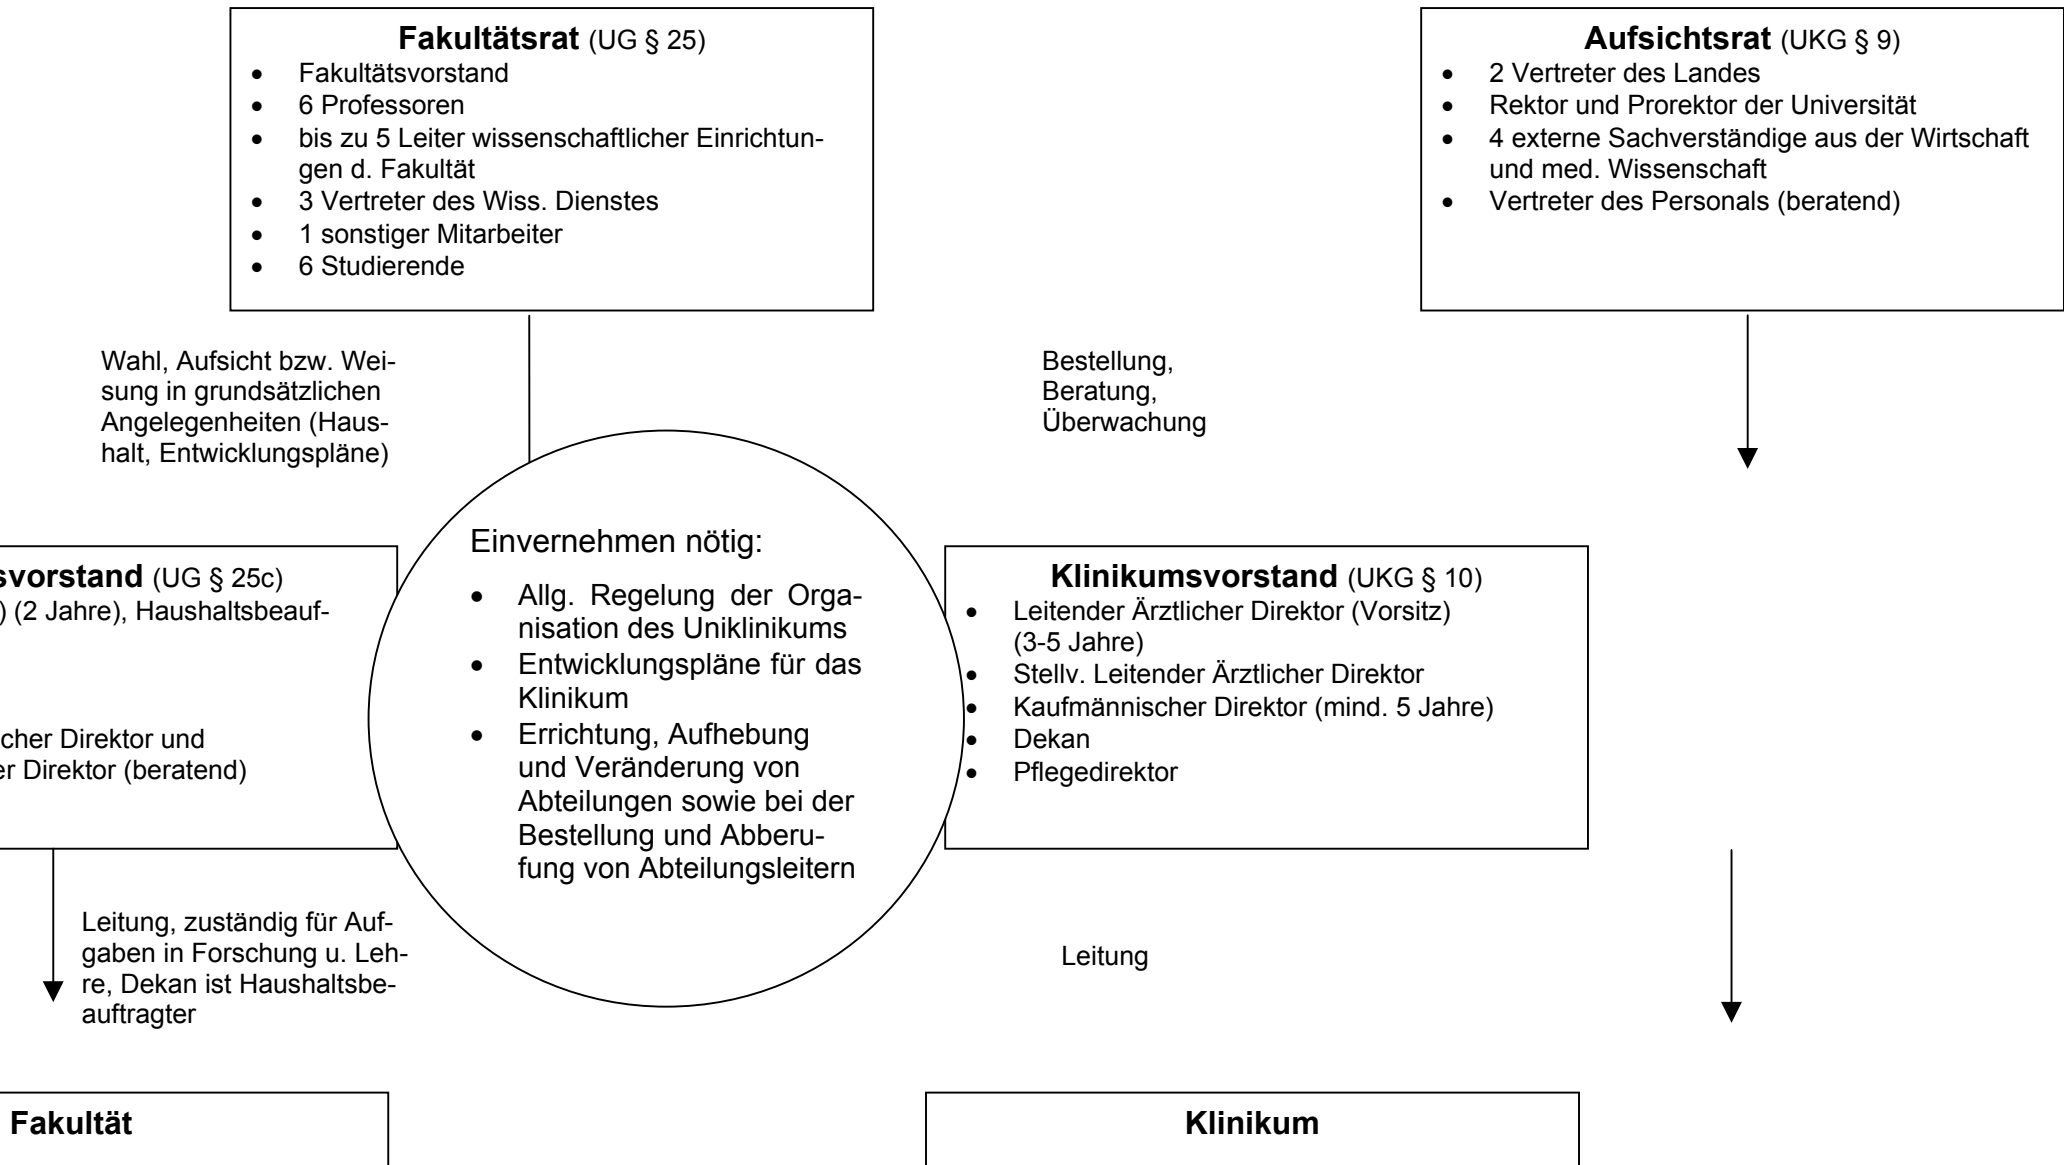 Fakultätsrat (UG § 25)
• Fakultätsvorstand
• 6 Professoren
• bis zu 5 Leiter wissenschaftlicher Einrichtun-
gen d. Fakultät
• 3 Vertreter des Wiss. Dienstes
• 1 sonstiger Mitarbeiter
• 6 Studierende
Aufsichtsrat (UKG § 9)
• 2 Vertreter des Landes
• Rektor und Prorektor der Universität
• 4 externe Sachverständige aus der Wirtschaft
und med. Wissenschaft
• Vertreter des Personals (beratend)
Wahl, Aufsicht bzw. Wei-
sung in grundsätzlichen
Angelegenheiten (Haus-
halt, Entwicklungspläne)
Bestellung,
Beratung,
Überwachung
svorstand (UG § 25c)
) (2 Jahre), Haushaltsbeauf-
cher Direktor und
er Direktor (beratend)
Einvernehmen nötig:
• Allg. Regelung der Orga-
nisation des Uniklinikums
• Entwicklungspläne für das
Klinikum
• Errichtung, Aufhebung
und Veränderung von
Abteilungen sowie bei der
Bestellung und Abberu-
fung von Abteilungsleitern
Klinikumsvorstand (UKG § 10)
• Leitender Ärztlicher Direktor (Vorsitz)
(3-5 Jahre)
• Stellv. Leitender Ärztlicher Direktor
• Kaufmännischer Direktor (mind. 5 Jahre)
• Dekan
• Pflegedirektor
Leitung, zuständig für Auf-
gaben in Forschung u. Leh-
re, Dekan ist Haushaltsbe-
auftragter
Leitung
Fakultät
Klinikum